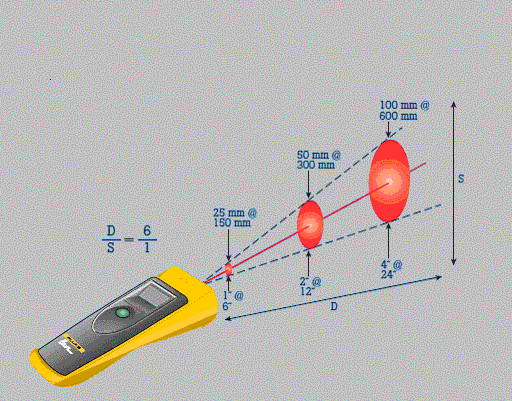 100 mm @
600 mm
50 mm @
300 mm
25 mm @
150 mm
S
D
S
=
6
1
1" @
6"
2" @
12"
4" @
24"
D